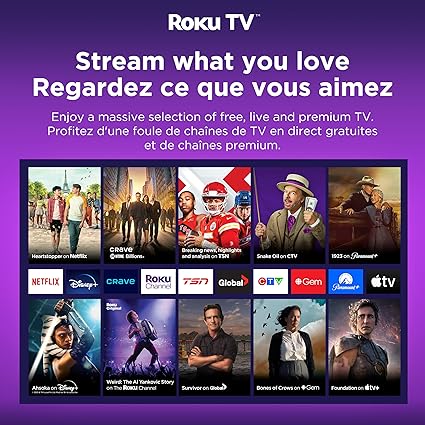 Roku TV™
Stream what you love
Regardez ce que vous aimez
Enjoy a massive selection of free, live and premium TV.
Profitez d'une foule de chaînes de TV en direct gratuites
et de chaînes premium.
Heartstopper on Netflix
crave
SHOWTIME Billions
Breaking news, highlights
and analysis on TSN
Snake Oil on CTV
1923 on Paramount+
NETFLIX
Disney+
CRAVE
Roku
Channel
TSN
Global
CTV
Gem
Paramount+
tv+
Ahsoka on Disney+
Roku
Original
Weird: The Al Yankovic Story
on The Roku Channel
Survivor on Global
Bones of Crows on Gem
Foundation on tv+